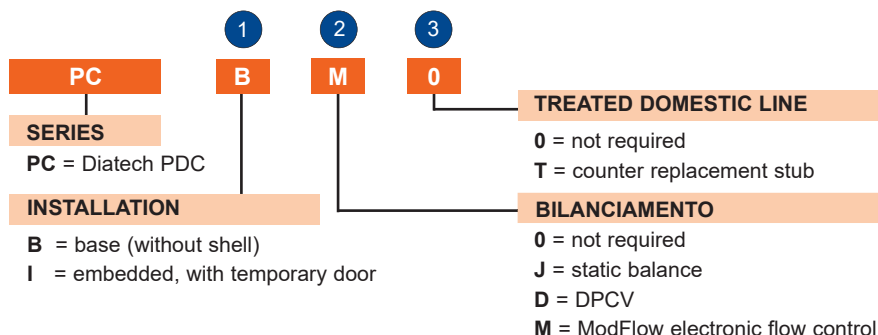 1 2 3
PC B M 0
SERIES
PC = Diatech PDC
INSTALLATION
B = base (without shell)
I = embedded, with temporary door
TREATED DOMESTIC LINE
0 = not required
T = counter replacement stub
BILANCIAMENTO
0 = not required
J = static balance
D = DPCV
M = ModFlow electronic flow control